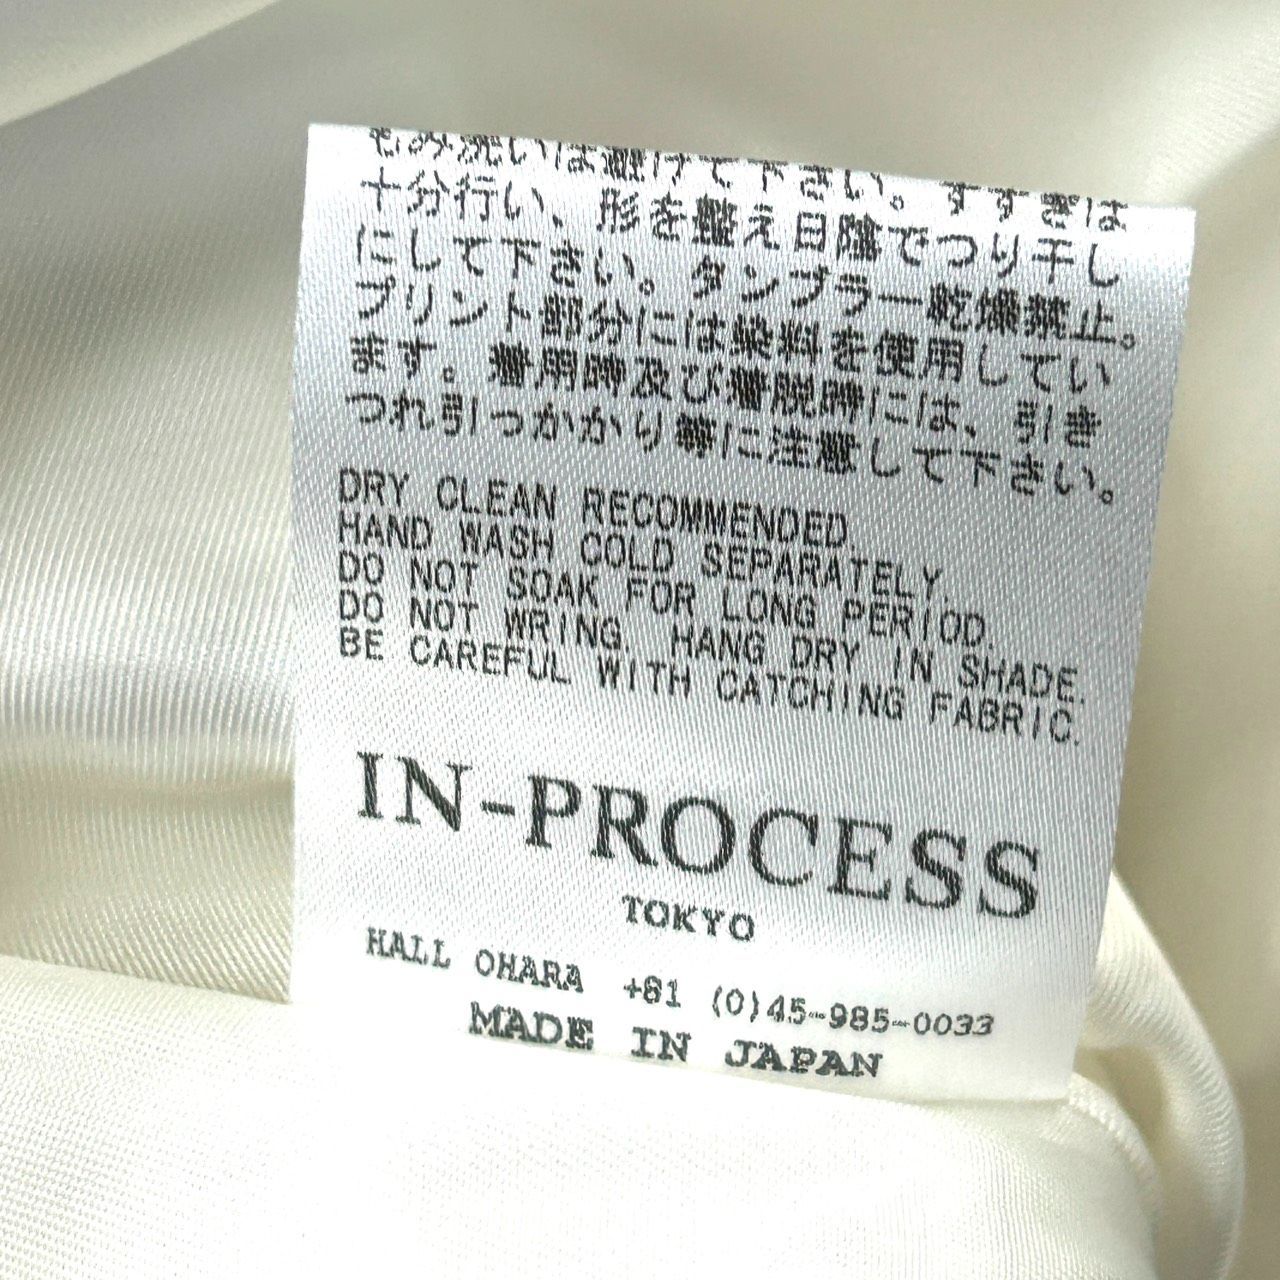 もみ洗いは避けて下さい。すすぎは
十分行い、形を整え日陰でつり干し
にして下さい。タンブラー乾燥禁止。
プリント部分には染料を使用してい
ます。着用時及び着脱時には、引き
つれ引っかかり等に注意して下さい。
DRY CLEAN RECOMMENDED.
HAND WASH COLD SEPARATELY.
DO NOT SOAK FOR LONG PERIOD.
DO NOT WRING. HANG DRY IN SHADE.
BE CAREFUL WITH CATCHING FABRIC.
IN-PROCESS
TOKYO
HALL OHARA +81 (0)45-985-0033
MADE IN JAPAN